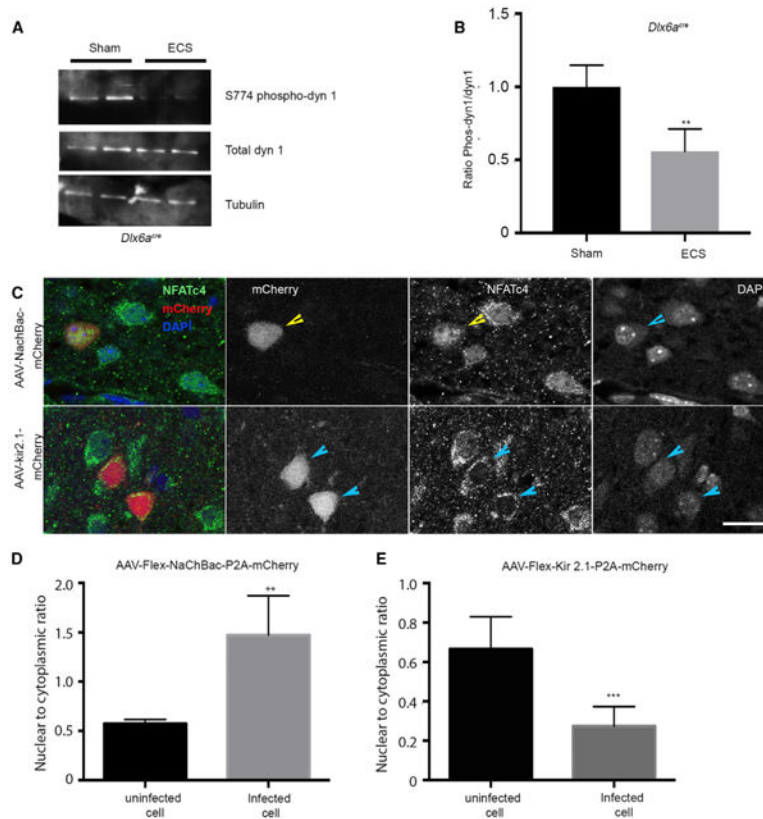 A
Sham ECS
S774 phospho-dyn 1
Total dyn 1
Tubulin
Dlx6aᶜʳᵉ
B
Dlx6aᶜʳᵉ
1.5
1.0
0.5
0
Ratio Phos-dyn1/dyn1
**
Sham ECS
C
AAV-NachBac-
mCherry
NFATc4
mCherry
DAPI
mCherry
NFATc4
DAP
AAV-kir2.1-
mCherry
D
AAV-Flex-NaChBac-P2A-mCherry
Nuclear to cytoplasmic ratio
2.0
1.5
1.0
0.5
0
**
uninfected
cell
Infected
cell
E
AAV-Flex-Kir 2.1-P2A-mCherry
Nuclear to cytoplasmic ratio
1.0
0.8
0.6
0.4
0.2
0
***
uninfected
cell
Infected
cell